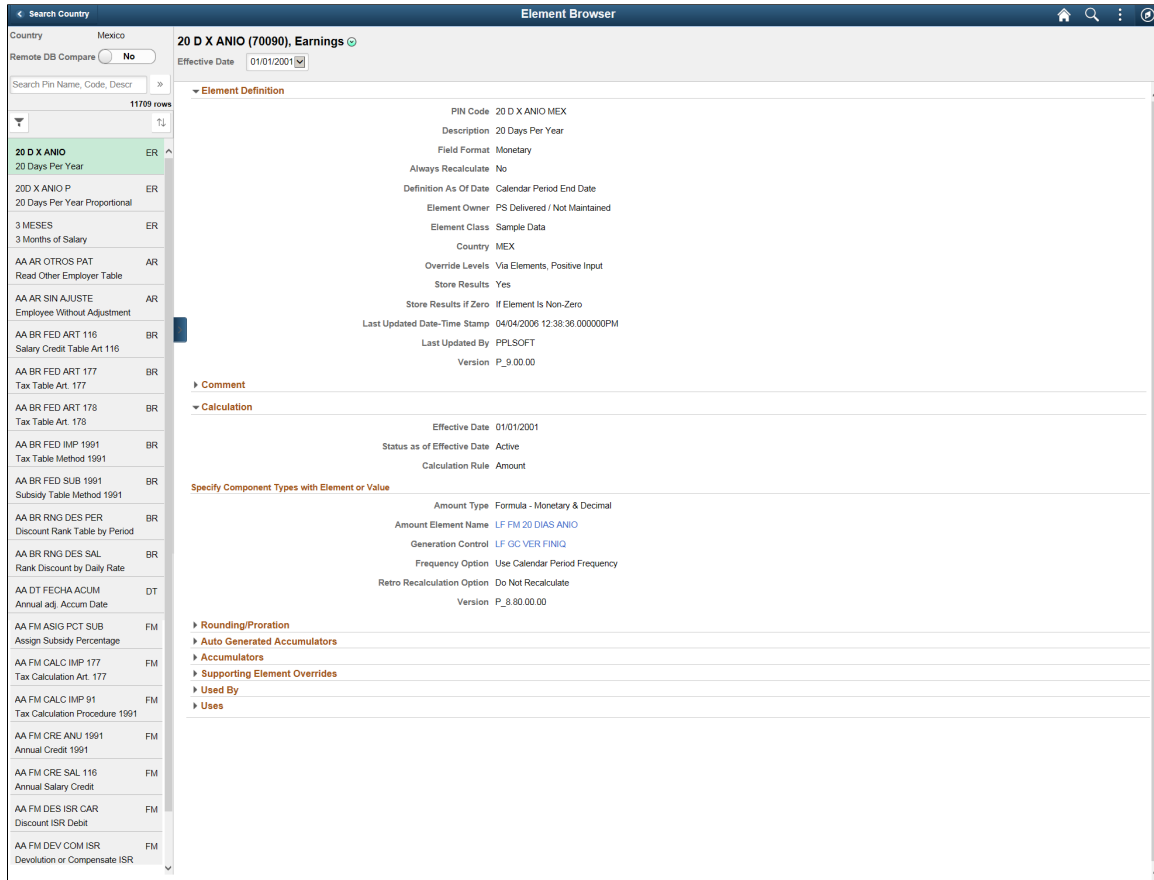 Search Country
Element Browser
Country Mexico
Remote DB Compare No
Search Pin Name, Code, Descr »
11709 rows
20 D X ANIO ER
20 Days Per Year
20D X ANIO P ER
20 Days Per Year Proportional
3 MESES ER
3 Months of Salary
AA AR OTROS PAT AR
Read Other Employer Table
AA AR SIN AJUSTE AR
Employee Without Adjustment
AA BR FED ART 116 BR
Salary Credit Table Art 116
AA BR FED ART 177 BR
Tax Table Art. 177
AA BR FED ART 178 BR
Tax Table Art. 178
AA BR FED IMP 1991 BR
Tax Table Method 1991
AA BR FED SUB 1991 BR
Subsidy Table Method 1991
AA BR RNG DES PER BR
Discount Rank Table by Period
AA BR RNG DES SAL BR
Rank Discount by Daily Rate
AA DT FECHA ACUM DT
Annual adj. Accum Date
AA FM ASIG PCT SUB FM
Assign Subsidy Percentage
AA FM CALC IMP 177 FM
Tax Calculation Art. 177
AA FM CALC IMP 91 FM
Tax Calculation Procedure 1991
AA FM CRE ANU 1991 FM
Annual Credit 1991
AA FM CRE SAL 116 FM
Annual Salary Credit
AA FM DES ISR CAR FM
Discount ISR Debit
AA FM DEV COM ISR FM
Devolution or Compensate ISR
20 D X ANIO (70090), Earnings
Effective Date 01/01/2001
Element Definition
PIN Code 20 D X ANIO MEX
Description 20 Days Per Year
Field Format Monetary
Always Recalculate No
Definition As Of Date Calendar Period End Date
Element Owner PS Delivered / Not Maintained
Element Class Sample Data
Country MEX
Override Levels Via Elements, Positive Input
Store Results Yes
Store Results if Zero If Element Is Non-Zero
Last Updated Date-Time Stamp 04/04/2006 12:38:36.000000PM
Last Updated By PPLSOFT
Version P_9.00.00
Comment
Calculation
Effective Date 01/01/2001
Status as of Effective Date Active
Calculation Rule Amount
Specify Component Types with Element or Value
Amount Type Formula - Monetary & Decimal
Amount Element Name LF FM 20 DIAS ANIO
Generation Control LF GC VER FINIQ
Frequency Option Use Calendar Period Frequency
Retro Recalculation Option Do Not Recalculate
Version P_8.80.00.00
Rounding/Proration
Auto Generated Accumulators
Accumulators
Supporting Element Overrides
Used By
Uses